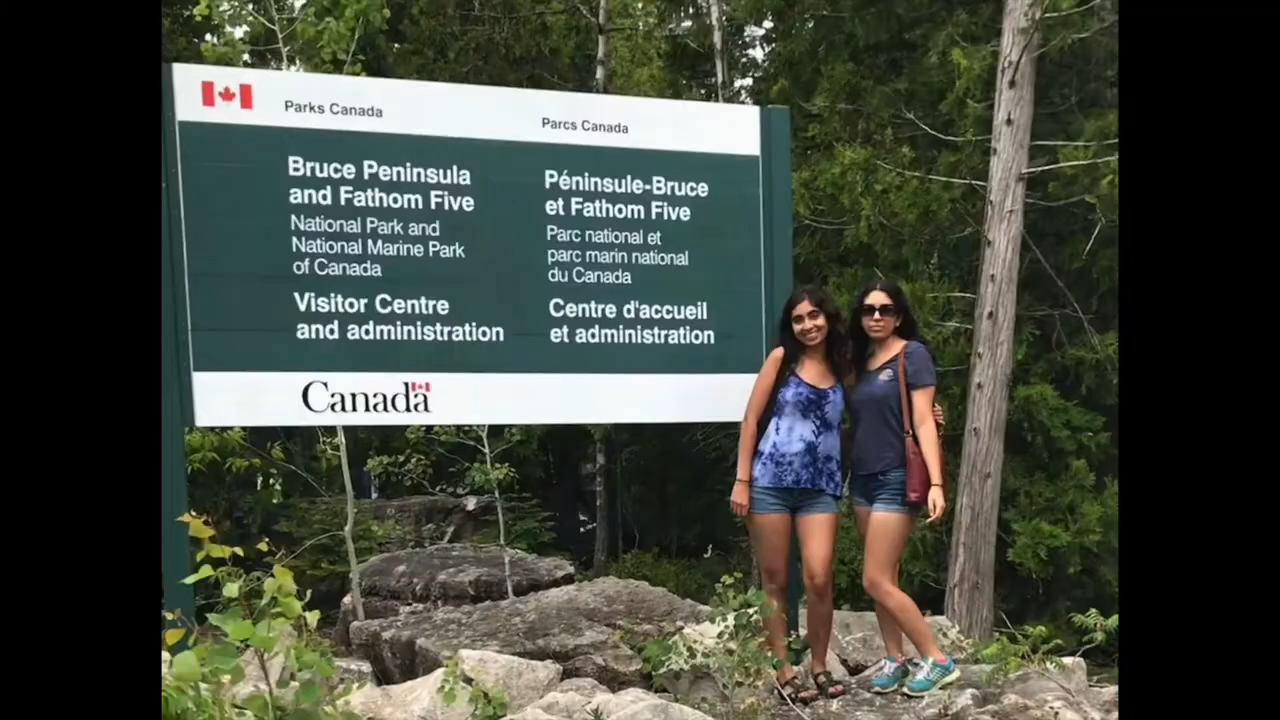 Parks Canada
Parcs Canada
Bruce Peninsula
and Fathom Five
National Park and
National Marine Park
of Canada
Visitor Centre
and administration
Péninsule-Bruce
et Fathom Five
Parc national et
parc marin national
du Canada
Centre d'accueil
et administration
Canada